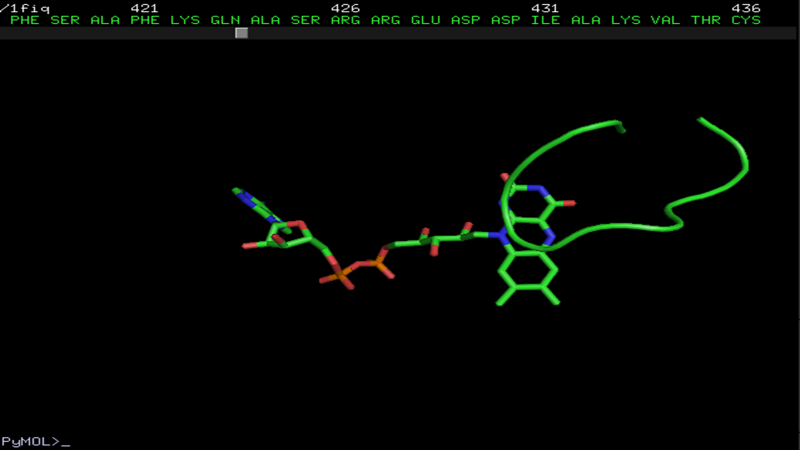 /1fiq 421 426 431 436
PHE SER ALA PHE LYS GLN ALA SER ARG ARG GLU ASP ASP ILE ALA LYS VAL THR CYS
PyMOL>_